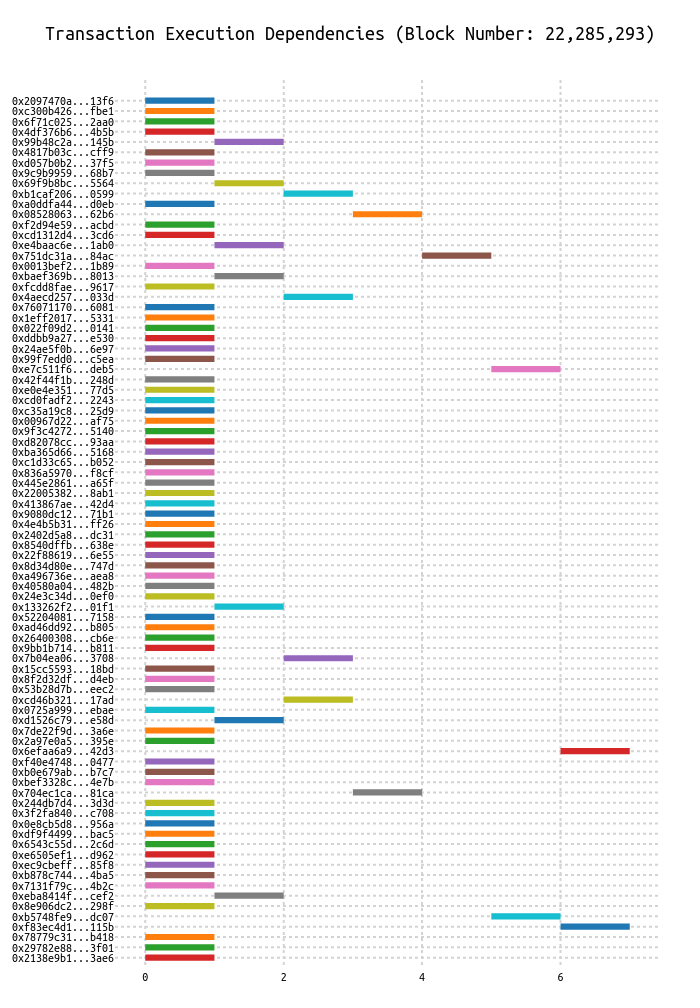 Transaction Execution Dependencies (Block Number: 22,285,293)
0x2097470a...13f6
0xc300b426...fbe1
0x6f71c025...2aa0
0x4df376b6...4b5b
0x99b48c2a...145b
0x4817b03c...cff9
0xd057b0b2...37f5
0x9c9b9959...68b7
0x69f9b8bc...5564
0xb1caf206...0599
0xa0ddfa44...d0eb
0x08528063...62b6
0xf2d94e59...acbd
0xcd1312d4...3cd6
0xe4baac6e...1ab0
0x751dc31a...84ac
0x0013bef2...1b89
0xbaef369b...8013
0xfcdd8fae...9617
0x4aecd257...033d
0x76071170...6081
0x1eff2017...5331
0x022f09d2...0141
0xddbb9a27...e530
0x24ae5f0b...6e97
0x99f7edd0...c5ea
0xe7c511f6...deb5
0x42f44f1b...248d
0xe0e4e351...77d5
0xcd0fadf2...2243
0xc35a19c8...25d9
0x00967d22...af75
0x9f3c4272...5140
0xd82078cc...93aa
0xba365d66...5168
0xc1d33c65...b052
0x836a5970...f8cf
0x445e2861...a65f
0x22005382...8ab1
0x413867ae...42d4
0x9080dc12...71b1
0x4e4b5b31...ff26
0x2402d5a8...dc31
0x8540dffb...638e
0x22f88619...6e55
0x8d34d80e...747d
0xa496736e...aea8
0x40580a04...482b
0x24e3c34d...0ef0
0x133262f2...01f1
0x52204081...7158
0xad46dd92...b805
0x26400308...cb6e
0x9bb1b714...b811
0x7b04ea06...3708
0x15cc5593...18bd
0x8f2d32df...d4eb
0x53b28d7b...eec2
0xcd46b321...17ad
0x0725a999...ebae
0xd1526c79...e58d
0x7de22f9d...3a6e
0x2a97e0a5...395e
0x6efaa6a9...42d3
0xf40e4748...0477
0xb0e679ab...b7c7
0xbef3328c...4e7b
0x704ec1ca...81ca
0x244db7d4...3d3d
0x3f2fa840...c708
0x0e8cb5d8...956a
0xdf9f4499...bac5
0x6543c55d...2c6d
0xe6505ef1...d962
0xec9cbeff...85f8
0xb878c744...4ba5
0x7131f79c...4b2c
0xeba8414f...cef2
0x8e906dc2...298f
0xb5748fe9...dc07
0xf83ec4d1...115b
0x78779c31...b418
0x29782e88...3f01
0x2138e9b1...3ae6
0 2 4 6